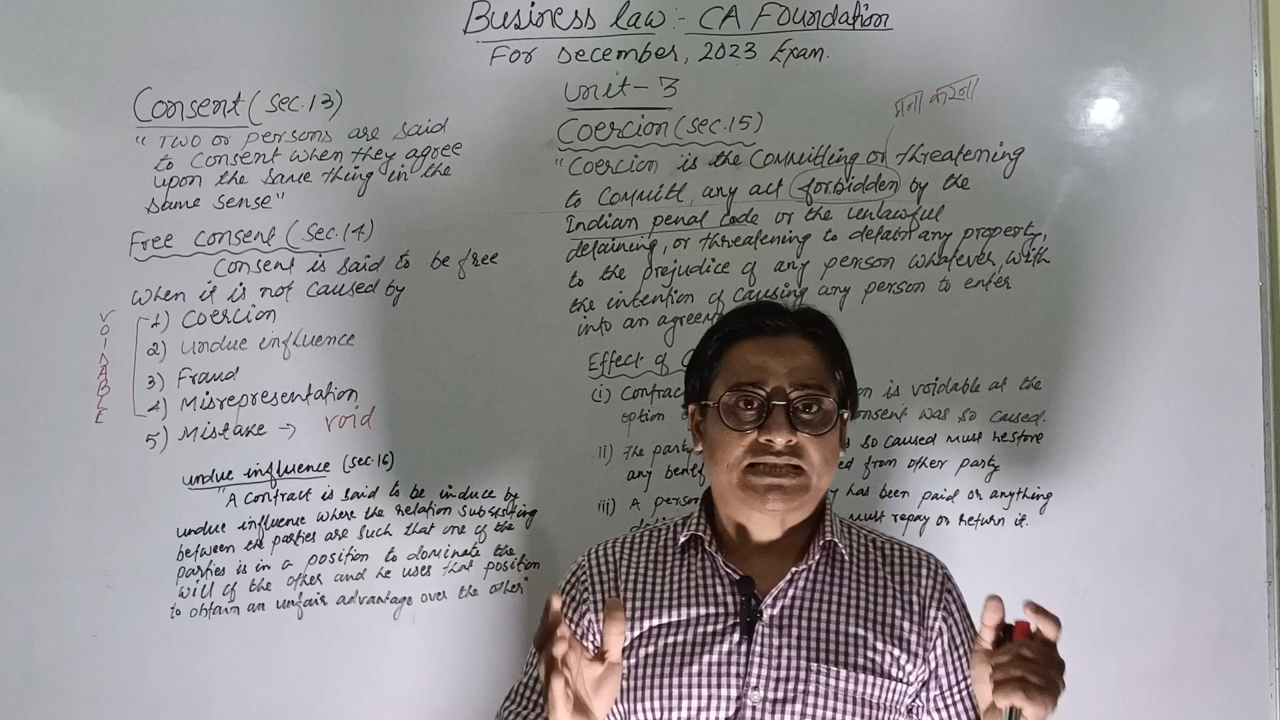 Business law:- CA Foundation
For December, 2023 Exam.
Unit-3
Consent (Sec.13)
"Two or persons are said
to consent when they agree
upon the same thing in the
same sense"
Free consent (Sec.14)
Consent is said to be free
when it is not caused by
1) Coercion
2) undue influence
3) Fraud
4) Misrepresentation
VOIDABLE
5) Mistake → void
undue influence (sec.16)
"A contract is said to be induce by
undue influence where the relation subsisting
between the parties are such that one of the
parties is in a position to dominate the
will of the other and he uses that position
to obtain an unfair advantage over the other"
मना करना
Coercion (sec.15)
"Coercion is the Committing or threatening
to committ, any act forbidden by the
Indian penal code or the unlawful
detaining, or threatening to detain any property,
to the prejudice of any person whatever, with
the intention of causing any person to enter
into an
Effect of
(i) is voidable at the
option so caused.
ii) The party so caused must restore
any from other party
iii) A has been paid or anything
must repay or return it.